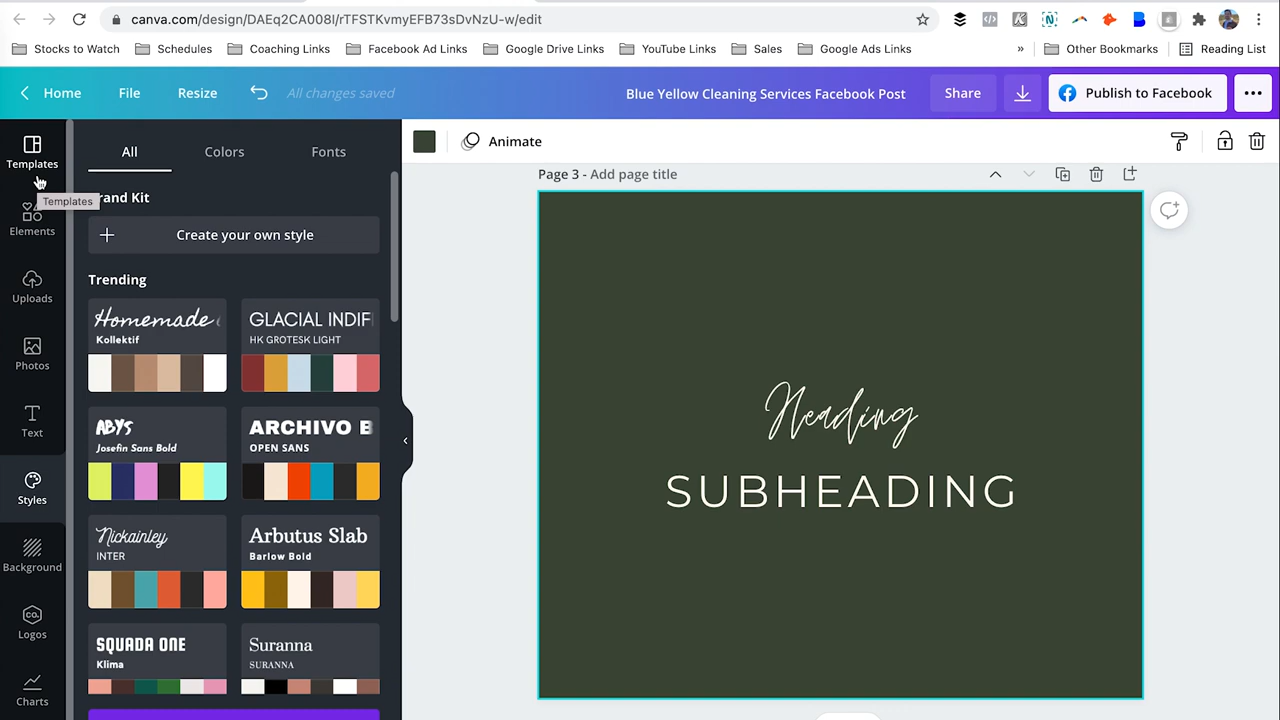 canva.com/design/DAEq2CA008I/rTFSTKvmyEFB73sDvNzU-w/edit
Stocks to Watch
Schedules
Coaching Links
Facebook Ad Links
Google Drive Links
YouTube Links
Sales
Google Ads Links
»
Other Bookmarks
Reading List
Home
File
Resize
All changes saved
Blue Yellow Cleaning Services Facebook Post
Share
Publish to Facebook
Templates
Templates
Elements
Uploads
Photos
Text
Styles
Background
CO.
Logos
Charts
All
Colors
Fonts
rand Kit
Create your own style
Trending
Homemade
Kollektif
GLACIAL INDIF
HK GROTESK LIGHT
ABYS
Josefin Sans Bold
ARCHIVO B
OPEN SANS
Nickainley
INTER
Arbutus Slab
Barlow Bold
SQUADA ONE
Klima
Suranna
SURANNA
Animate
Page 3 - Add page title
Heading
SUBHEADING